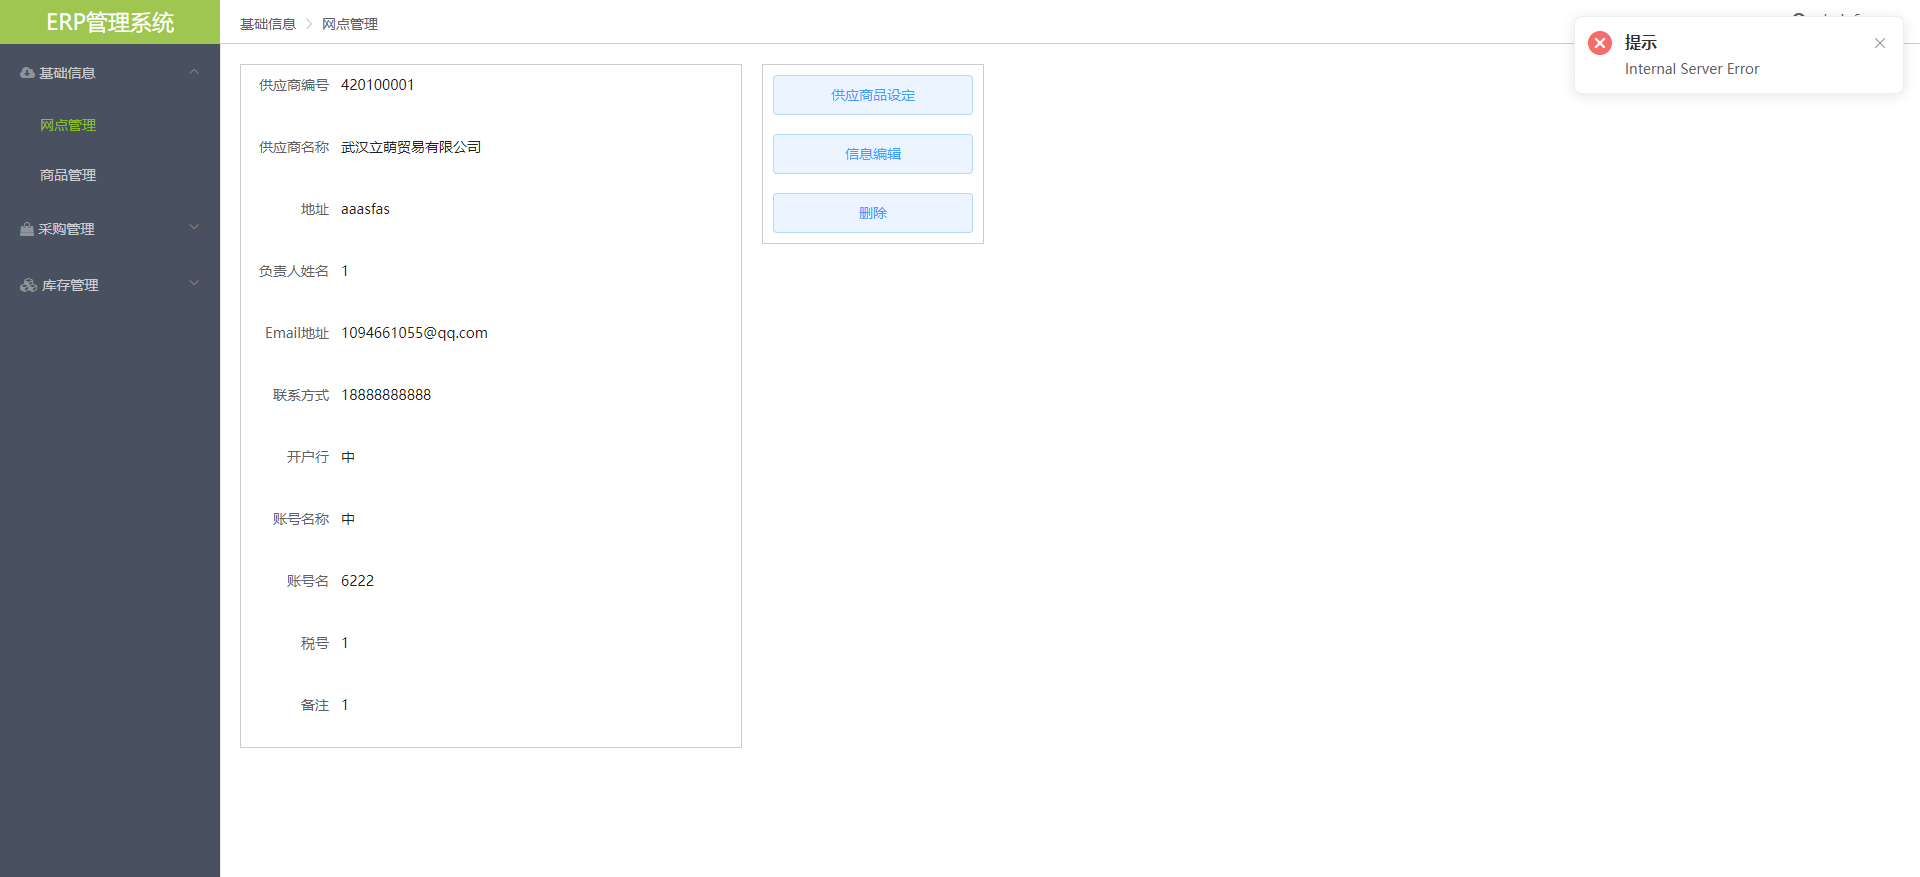 ERP管理系统
基础信息
网点管理
商品管理
采购管理
库存管理
基础信息 > 网点管理
供应商编号 420100001
供应商名称 武汉立萌贸易有限公司
地址 aaasfas
负责人姓名 1
Email地址 1094661055@qq.com
联系方式 18888888888
开户行 中
账号名称 中
账号名 6222
税号 1
备注 1
供应商品设定
信息编辑
删除
提示
Internal Server Error